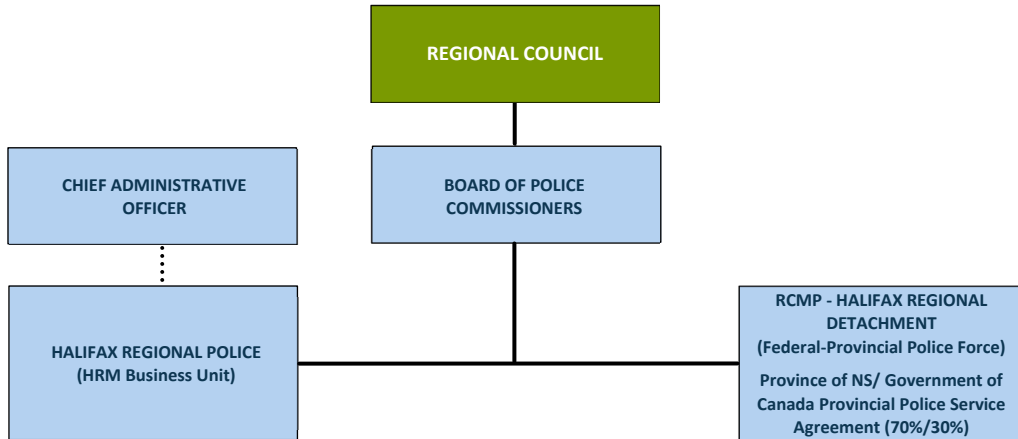 REGIONAL COUNCIL
CHIEF ADMINISTRATIVE
OFFICER
BOARD OF POLICE
COMMISSIONERS
HALIFAX REGIONAL POLICE
(HRM Business Unit)
RCMP - HALIFAX REGIONAL
DETACHMENT
(Federal-Provincial Police Force)
Province of NS/ Government of
Canada Provincial Police Service
Agreement (70%/30%)